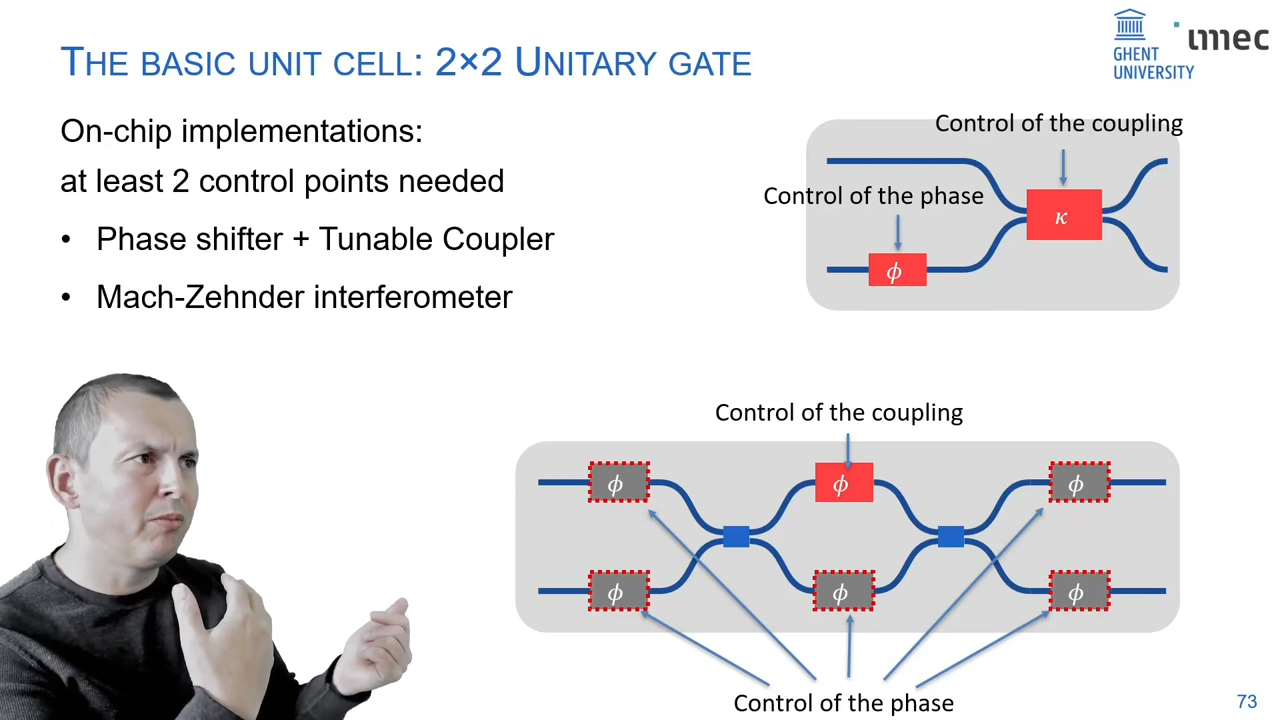 THE BASIC UNIT CELL: 2×2 UNITARY GATE
GHENT
UNIVERSITY
imec
On-chip implementations:
at least 2 control points needed
• Phase shifter + Tunable Coupler
• Mach-Zehnder interferometer
Control of the coupling
Control of the phase
κ
ϕ
Control of the coupling
ϕ
ϕ
ϕ
ϕ
ϕ
ϕ
Control of the phase
73